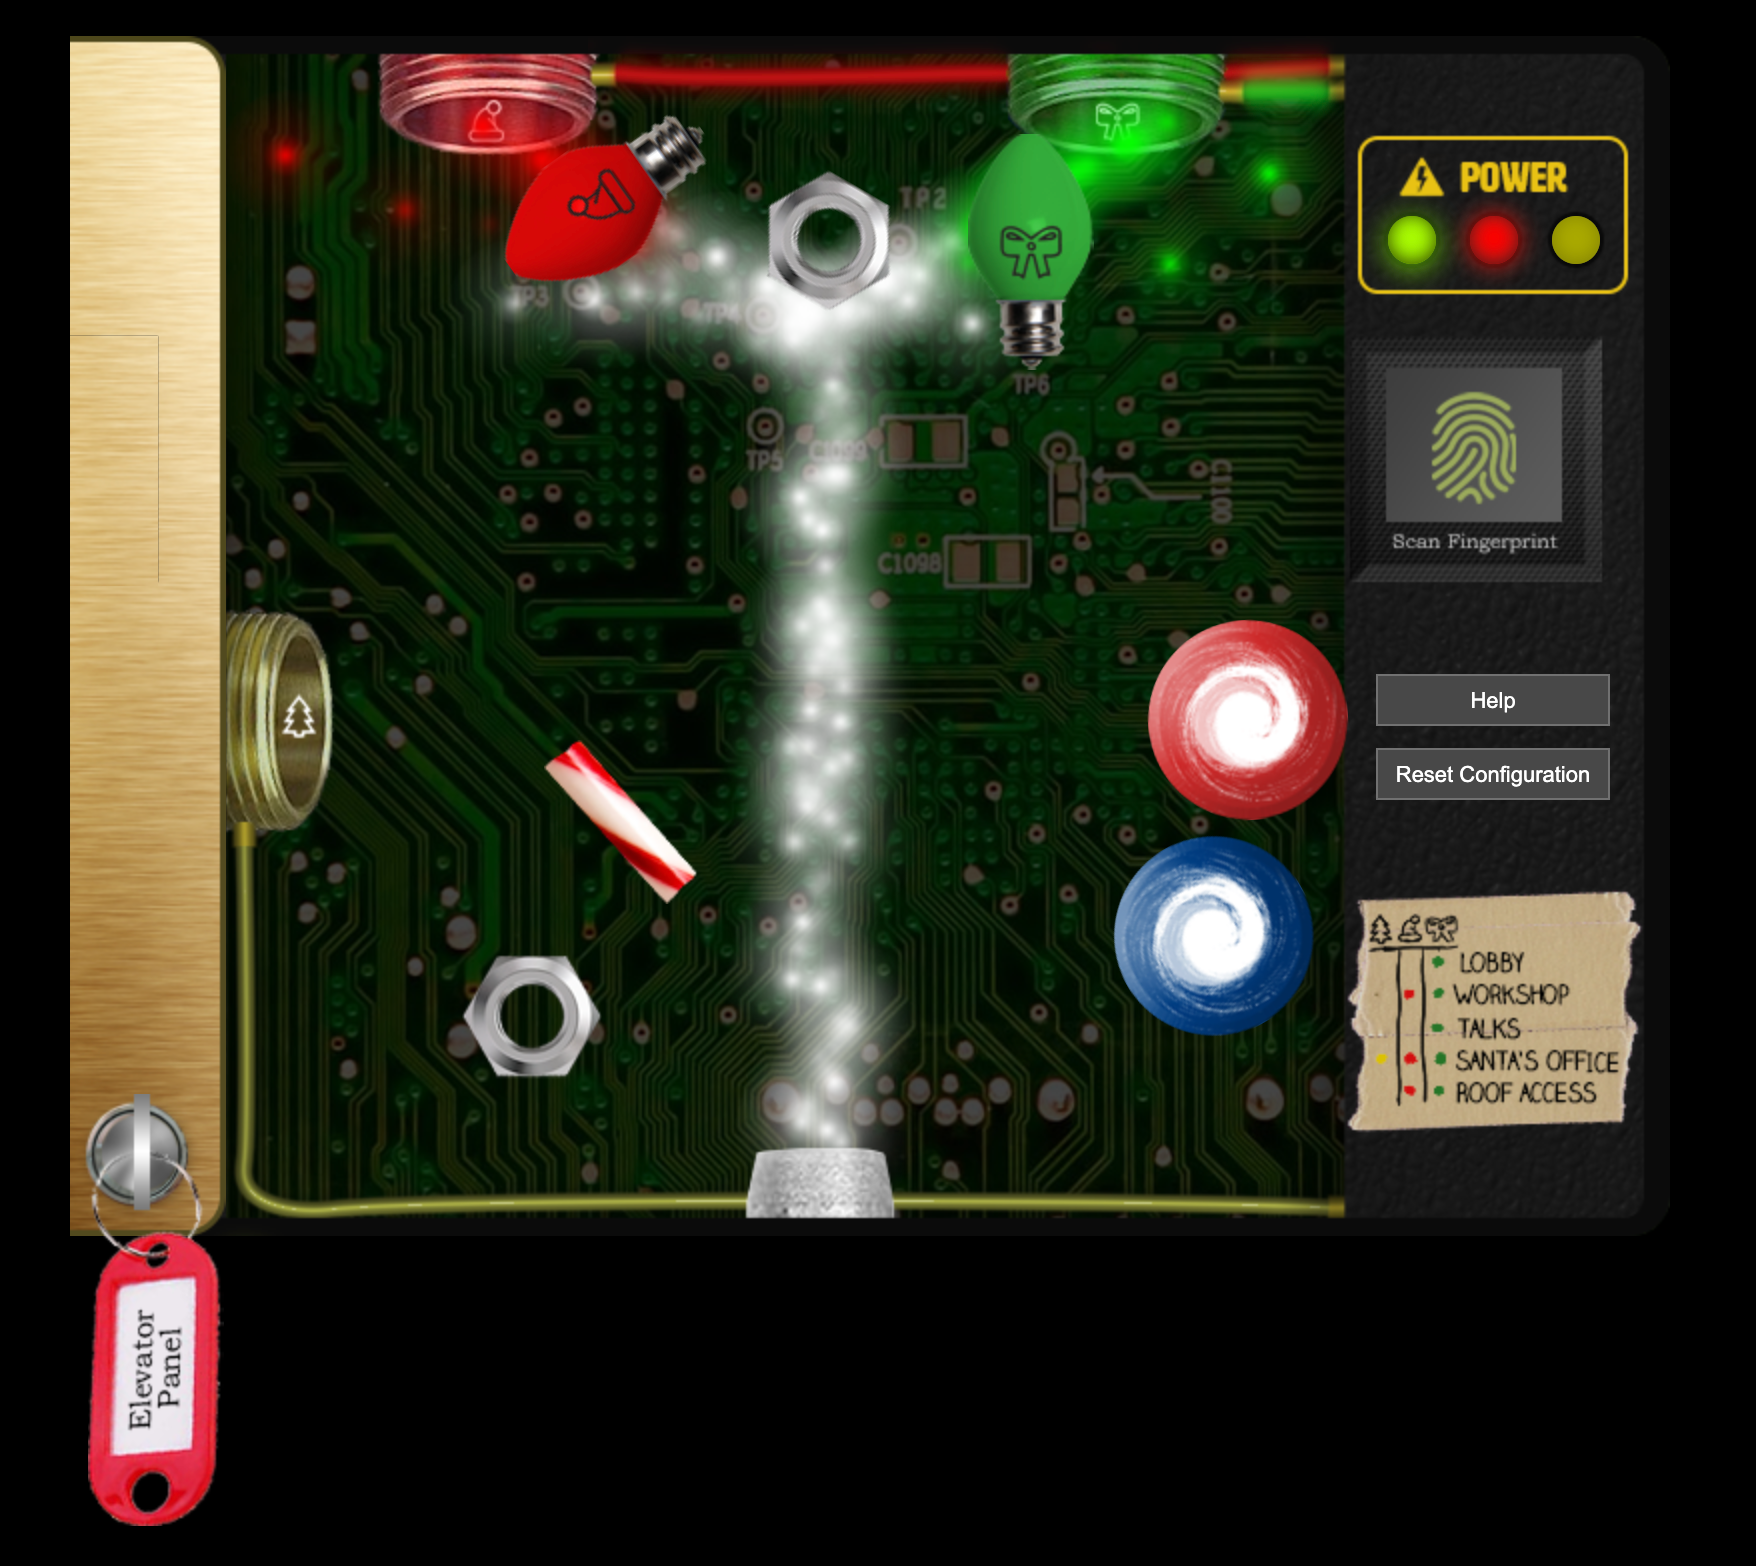 POWER
TP2
TP3
TP4
TP6
TP5
C1099
C1100
C1098
Scan Fingerprint
Help
Reset Configuration
LOBBY
WORKSHOP
TALKS
SANTA'S OFFICE
ROOF ACCESS
Elevator
Panel